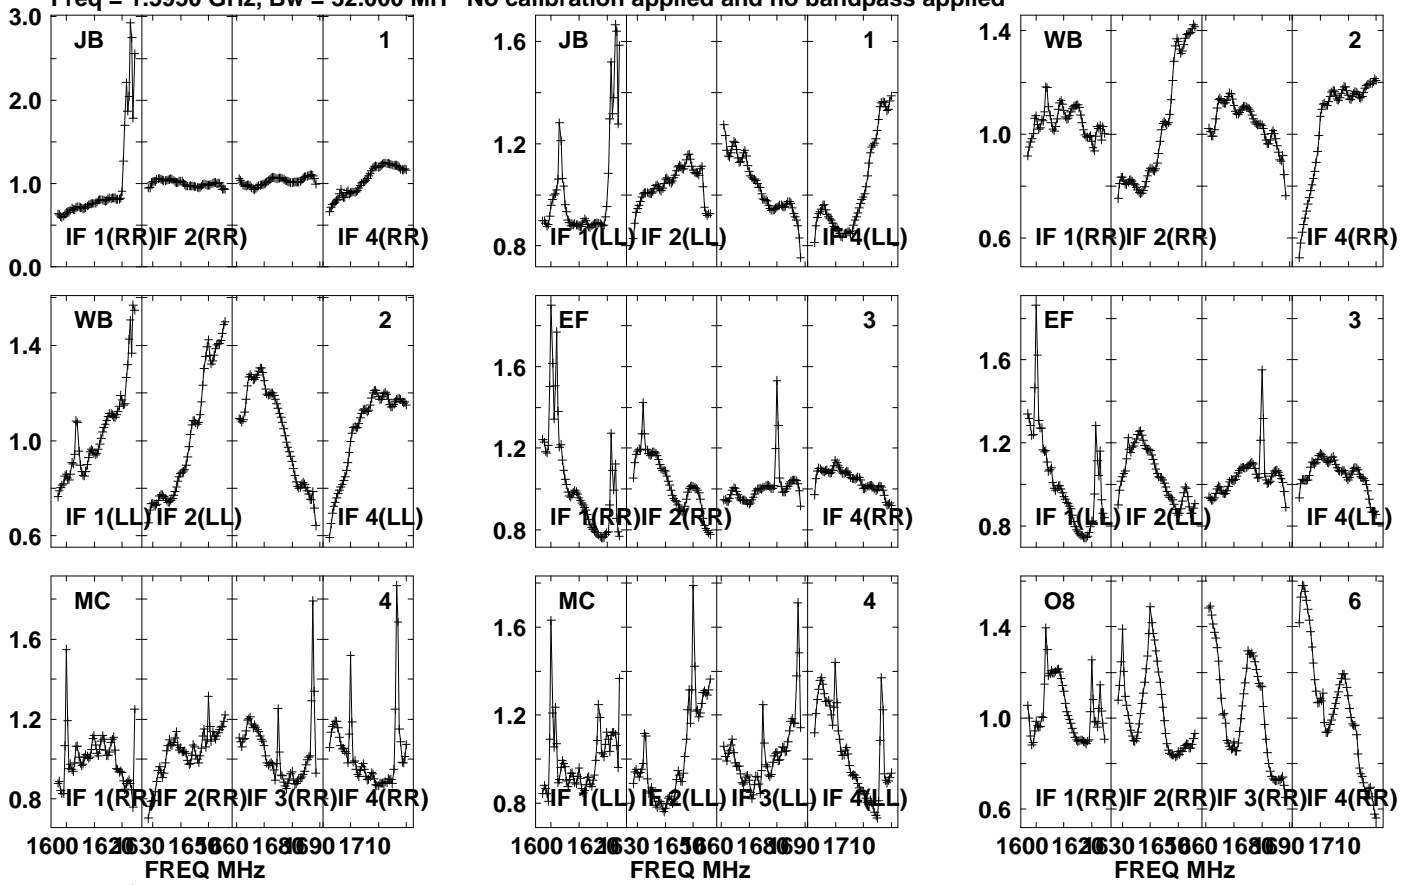 Freq = 1.5950 GHz, Bw = 32.000 MH No calibration applied and no bandpass applied
3.0 JB 1 1.6 JB 1 1.4 WB 2
2.0 1.4 1.0
1.0 1.2 0.6
0.0 1.0
0.8
IF 1(RR) IF 2(RR) IF 4(RR) IF 1(LL) IF 2(LL) IF 4(LL) IF 1(RR) IF 2(RR) IF 4(RR)
WB 2 EF 3 EF 3
1.4 1.8 1.6
1.0 1.6 1.2
0.6 1.4 0.8
1.2
1.0
0.8
IF 1(LL) IF 2(LL) IF 4(LL) IF 1(RR) IF 2(RR) IF 4(RR) IF 1(LL) IF 2(LL) IF 4(LL)
MC 4 MC 4 O8 6
1.6 1.6 1.4
1.2 1.2 1.0
0.8 0.8 0.6
IF 1(RR) IF 2(RR) IF 3(RR) IF 4(RR) IF 1(LL) IF 2(LL) IF 3(LL) IF 4(LL) IF 1(RR) IF 2(RR) IF 3(RR) IF 4(RR)
1600 1620 1630 1650 1660 1680 1690 1710 1600 1620 1630 1650 1660 1680 1690 1710 1600 1620 1630 1650 1660 1680 1690 1710
FREQ MHz FREQ MHz FREQ MHz